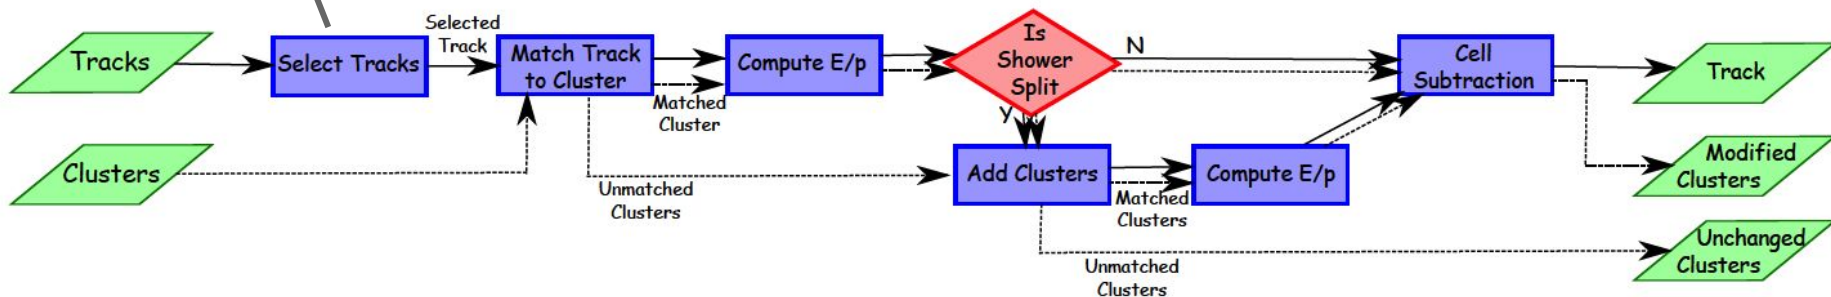 Tracks
Select Tracks
Selected
Track
Match Track
to Cluster
Matched
Cluster
Compute E/p
Is
Shower
Split
N
Y
Cell
Subtraction
Track
Clusters
Unmatched
Clusters
Add Clusters
Matched
Clusters
Compute E/p
Modified
Clusters
Unmatched
Clusters
Unchanged
Clusters